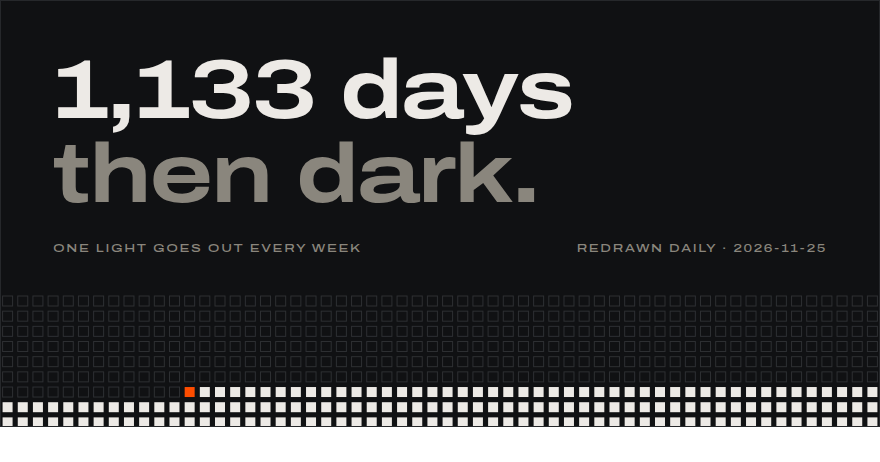 1,133 days
then dark.
ONE LIGHT GOES OUT EVERY WEEK
REDRAWN DAILY · 2026-11-25